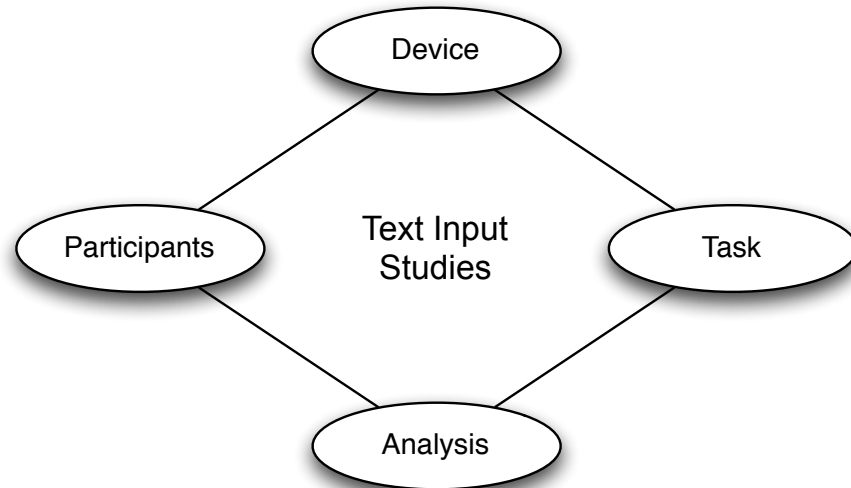 Device
Participants
Text Input
Studies
Task
Analysis